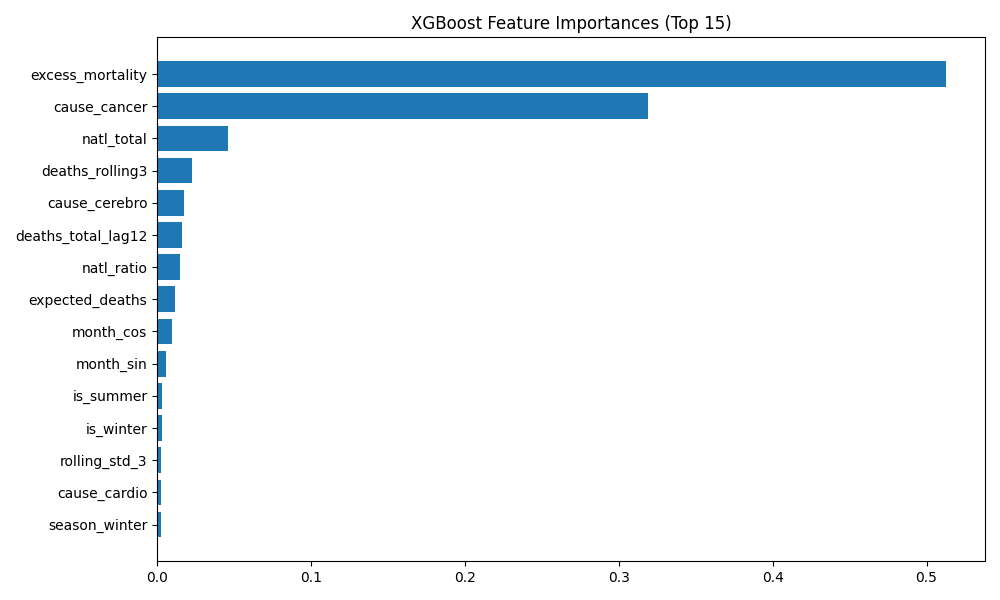 XGBoost Feature Importances (Top 15)
excess_mortality
cause_cancer
natl_total
deaths_rolling3
cause_cerebro
deaths_total_lag12
natl_ratio
expected_deaths
month_cos
month_sin
is_summer
is_winter
rolling_std_3
cause_cardio
season_winter
0.0 0.1 0.2 0.3 0.4 0.5